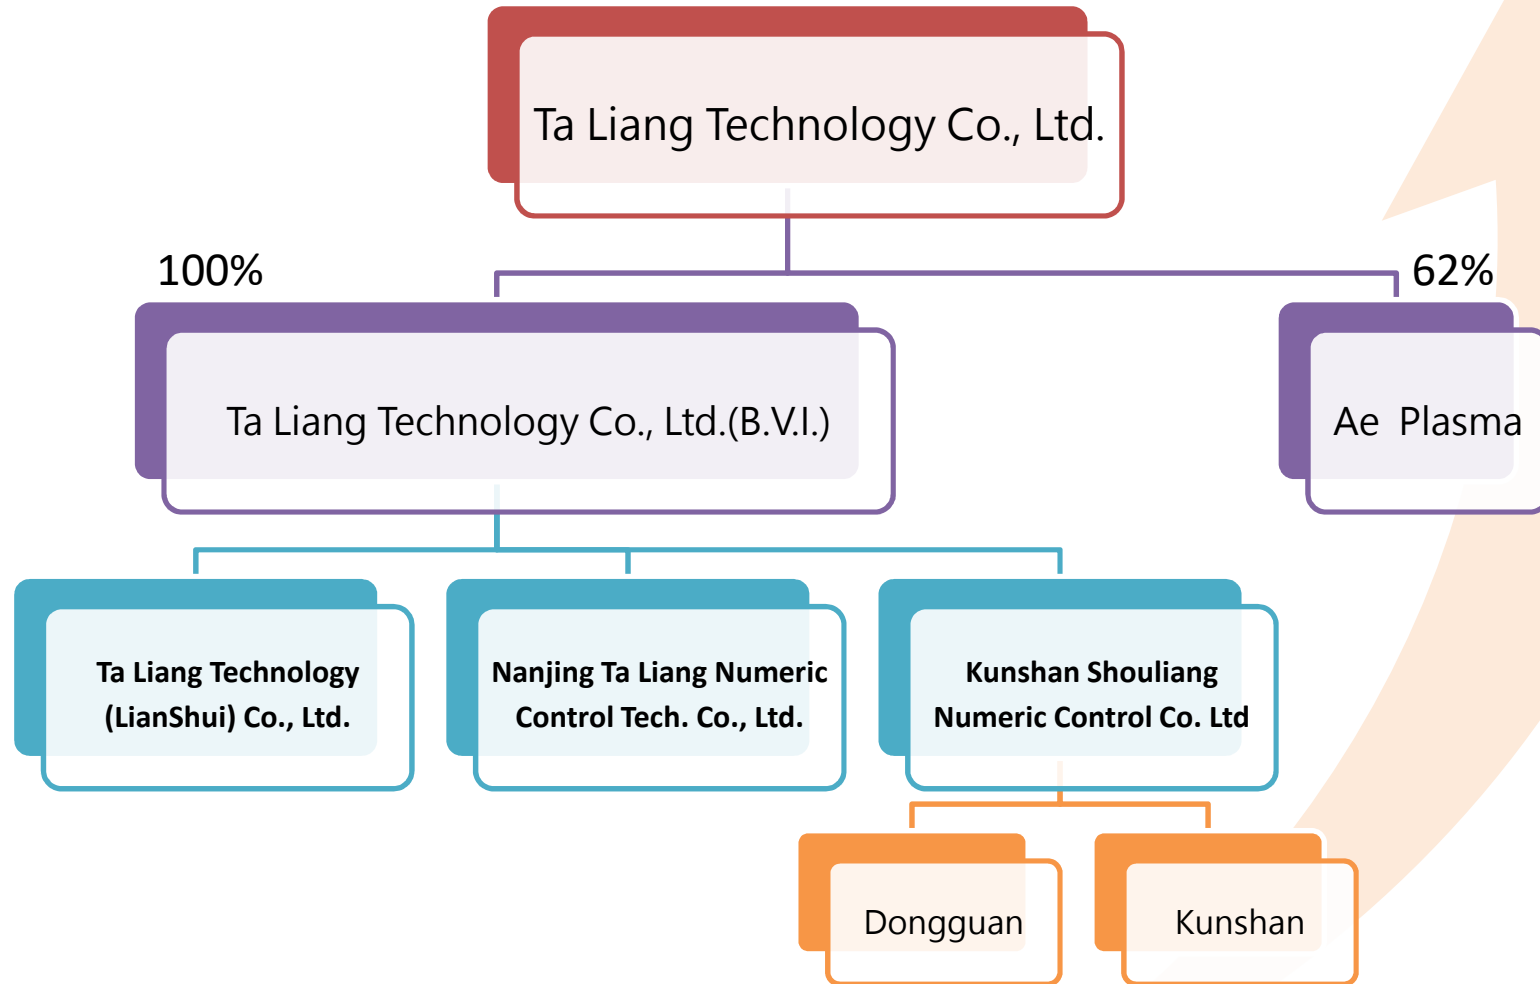 Ta Liang Technology Co., Ltd.
100%
62%
Ta Liang Technology Co., Ltd.(B.V.I.)
Ae Plasma
Ta Liang Technology
(LianShui) Co., Ltd.
Nanjing Ta Liang Numeric
Control Tech. Co., Ltd.
Kunshan Shouliang
Numeric Control Co. Ltd
Dongguan
Kunshan